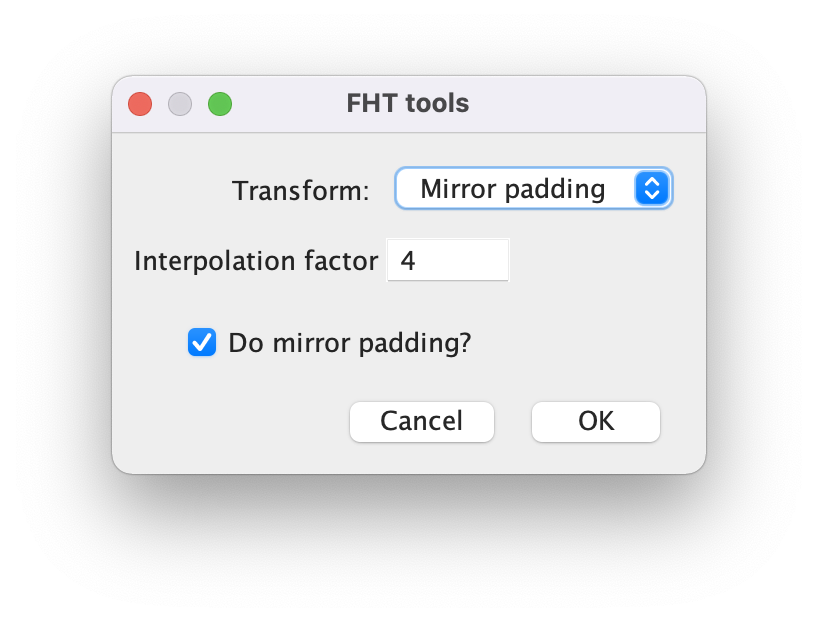 FHT tools
Transform: Mirror padding
Interpolation factor 4
Do mirror padding?
Cancel OK